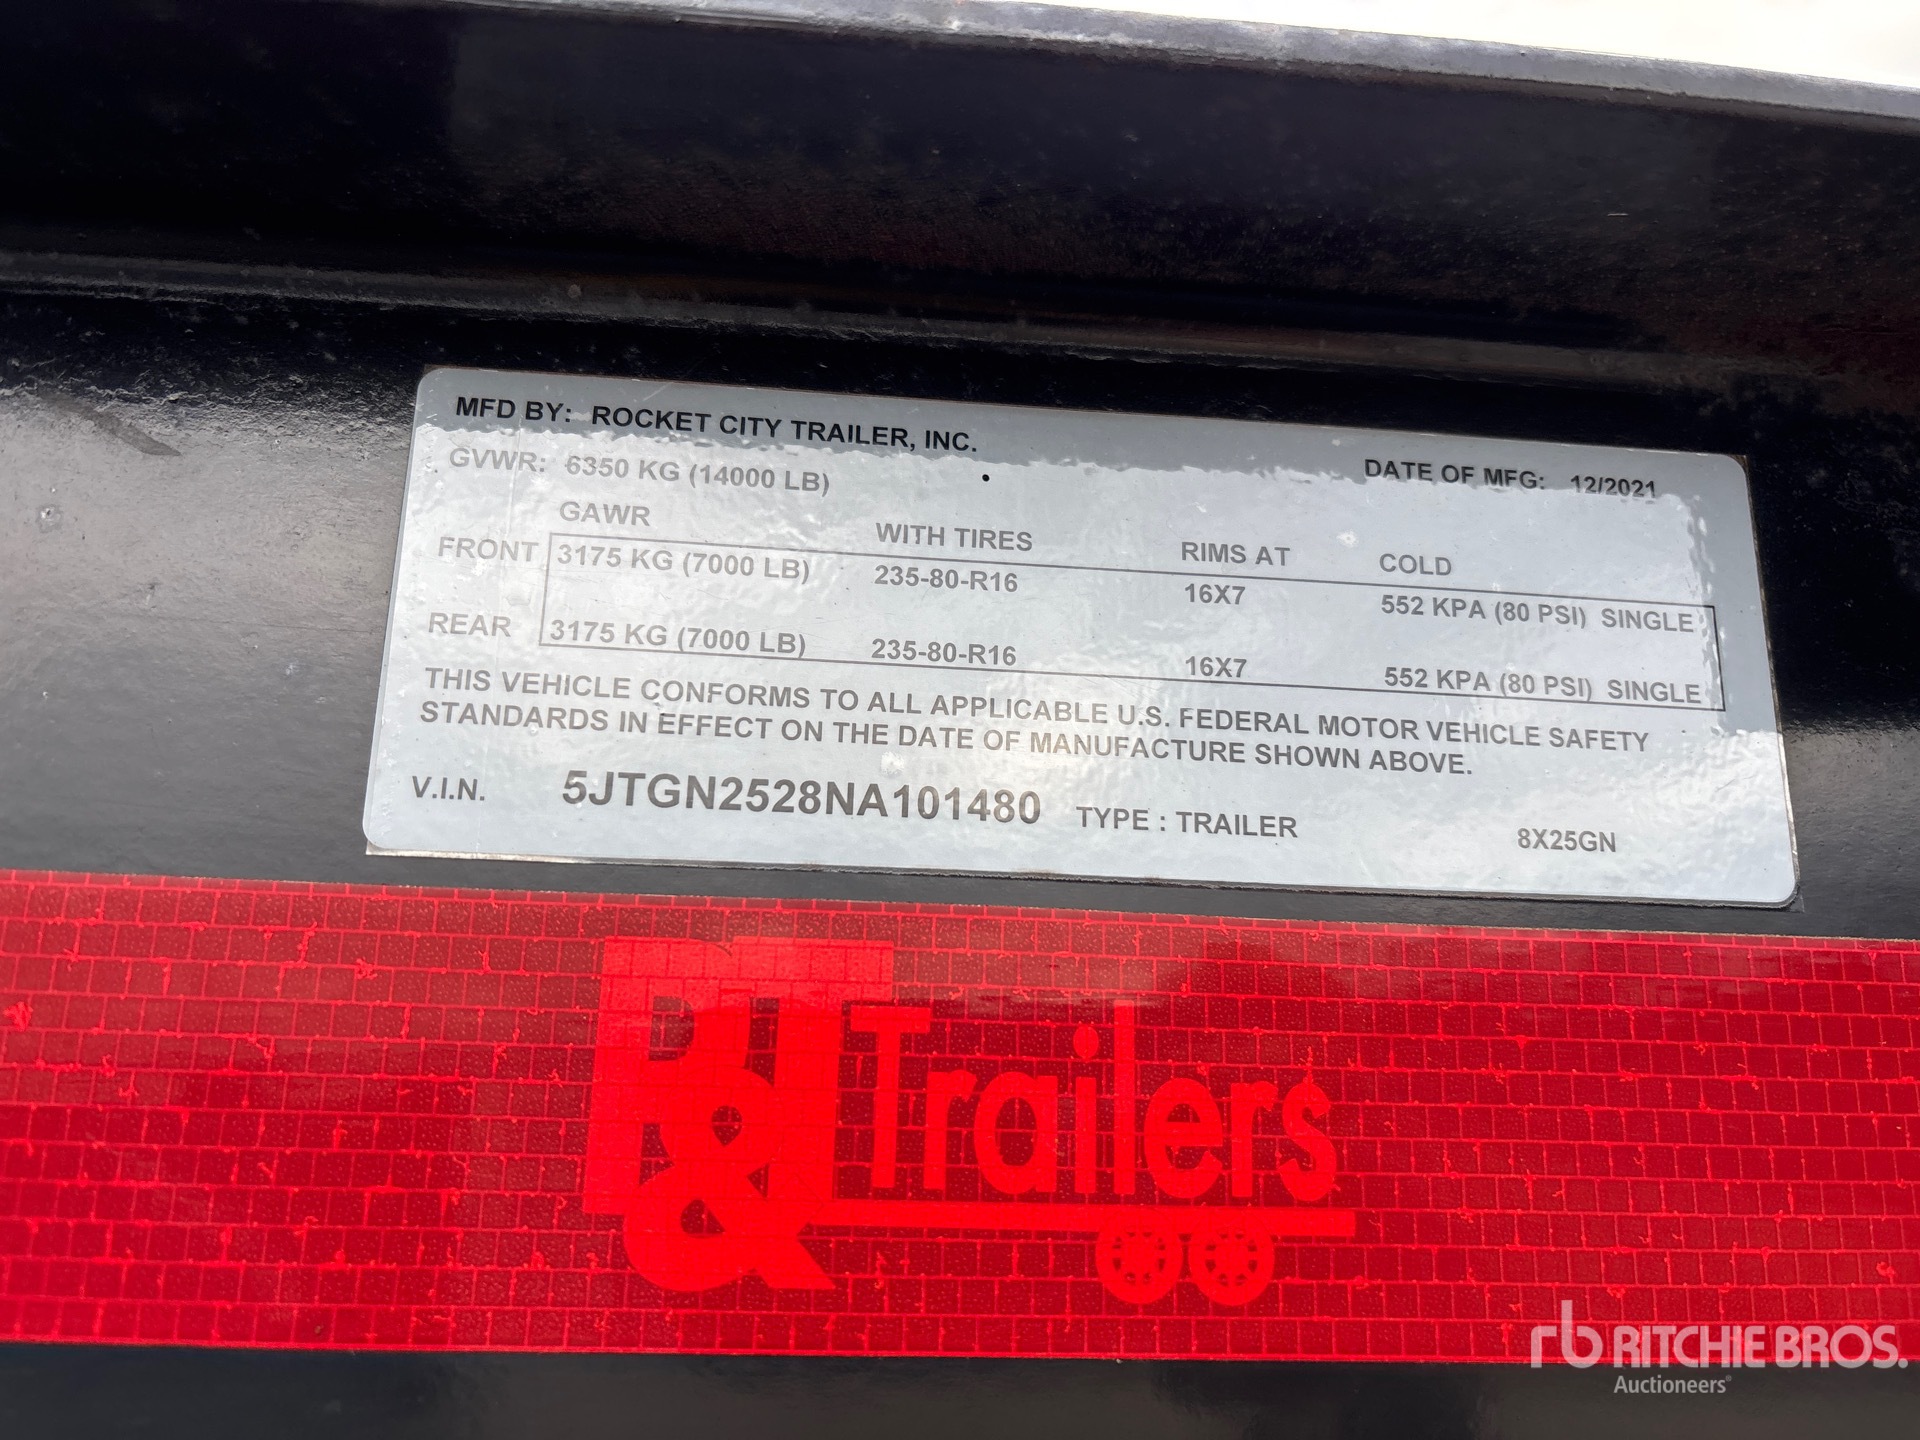 MFD BY: ROCKET CITY TRAILER, INC.
GVWR: 6350 KG (14000 LB) DATE OF MFG: 12/2021
GAWR WITH TIRES RIMS AT COLD
FRONT 3175 KG (7000 LB) 235-80-R16 16X7 552 KPA (80 PSI) SINGLE
REAR 3175 KG (7000 LB) 235-80-R16 16X7 552 KPA (80 PSI) SINGLE
THIS VEHICLE CONFORMS TO ALL APPLICABLE U.S. FEDERAL MOTOR VEHICLE SAFETY
STANDARDS IN EFFECT ON THE DATE OF MANUFACTURE SHOWN ABOVE.
V.I.N. 5JTGN2528NA101480 TYPE : TRAILER 8X25GN
P&T Trailers
rb RITCHIE BROS.
Auctioneers®